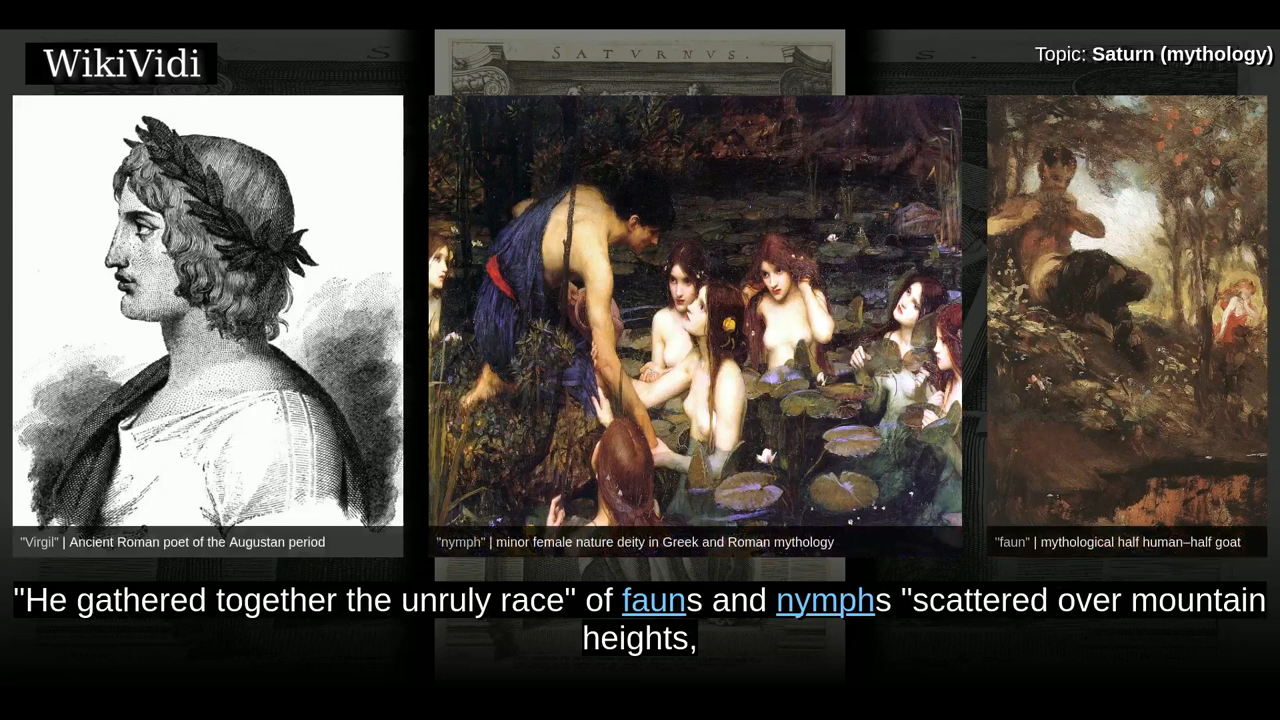 SATVRNVS.
WikiVidi
Topic: Saturn (mythology)
"Virgil" | Ancient Roman poet of the Augustan period
"nymph" | minor female nature deity in Greek and Roman mythology
"faun" | mythological half human–half goat
"He gathered together the unruly race" of fauns and nymphs "scattered over mountain
heights,